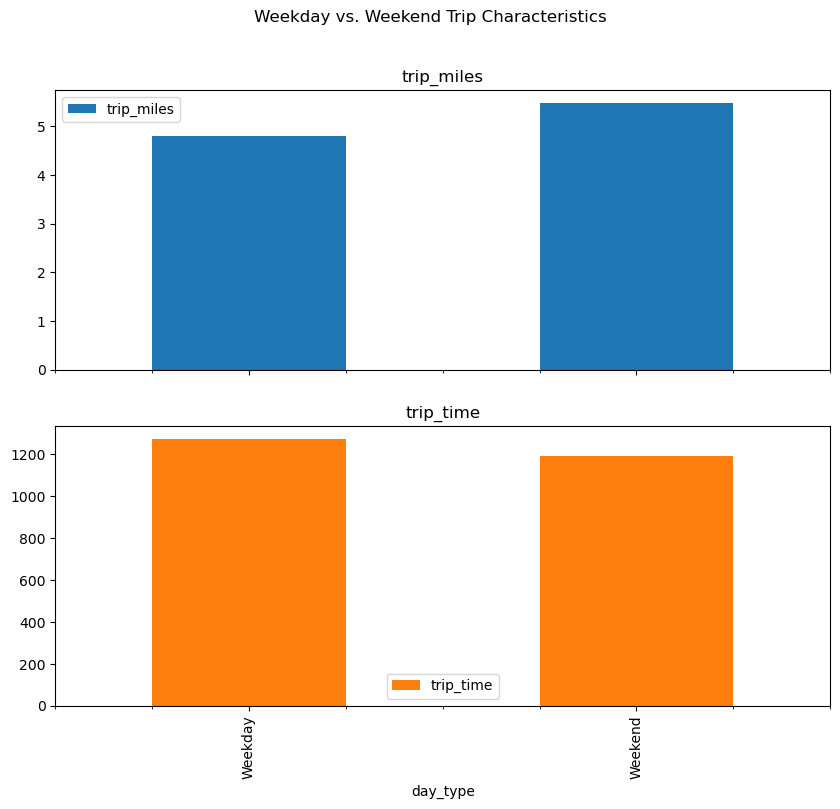 Weekday vs. Weekend Trip Characteristics
trip_miles
trip_miles
5
4
3
2
1
0
trip_time
1200
1000
800
600
400
200
0
trip_time
Weekday
Weekend
day_type